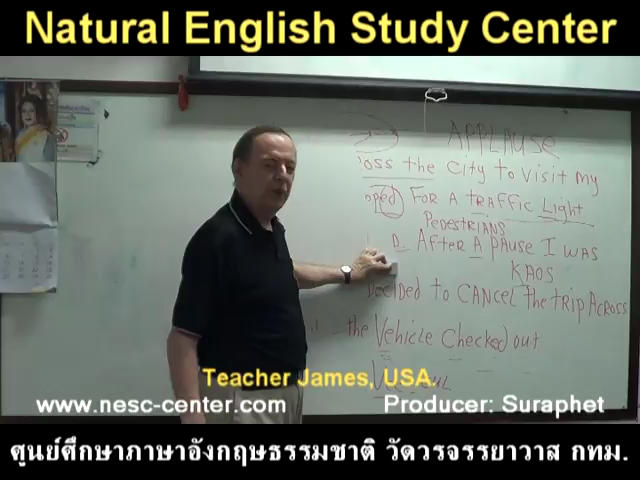 Natural English Study Center
APPLAUSE
oss the City to visit my
oped For A traffic Light
Pedestrians
D After A pause I was
Kaos
Decided to cancel the trip Across
the Vehicle Checked out
Teacher James, USA.
www.nesc-center.com Producer: Suraphet
ศูนย์ศึกษาภาษาอังกฤษธรรมชาติ วัดวรจรรยาวาส กทม.